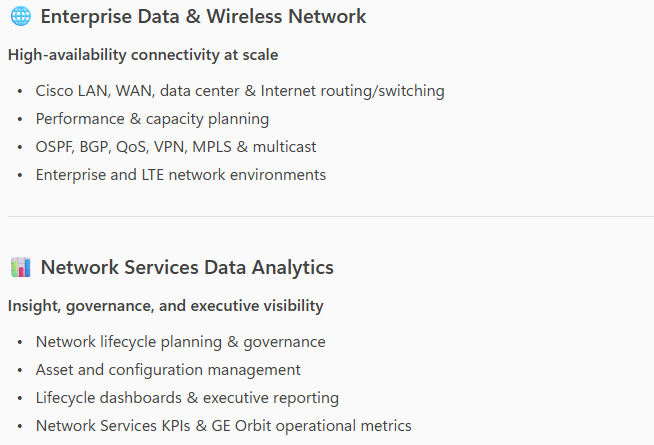 Enterprise Data & Wireless Network
High-availability connectivity at scale
• Cisco LAN, WAN, data center & Internet routing/switching
• Performance & capacity planning
• OSPF, BGP, QoS, VPN, MPLS & multicast
• Enterprise and LTE network environments
Network Services Data Analytics
Insight, governance, and executive visibility
• Network lifecycle planning & governance
• Asset and configuration management
• Lifecycle dashboards & executive reporting
• Network Services KPIs & GE Orbit operational metrics